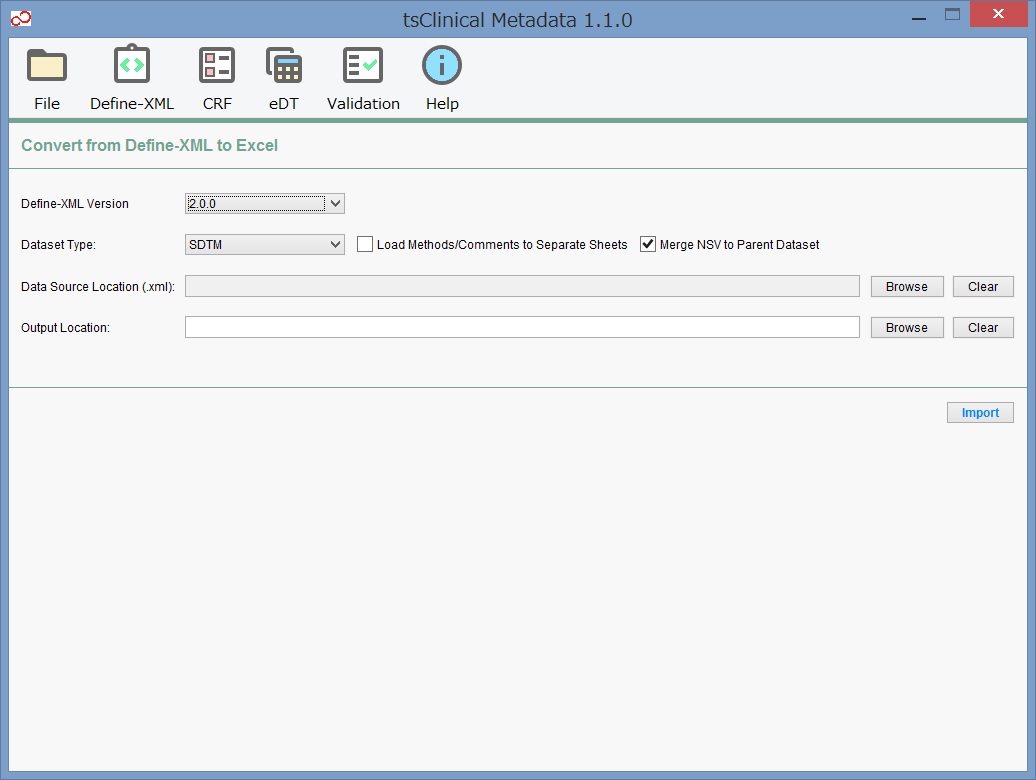 tsClinical Metadata 1.1.0
File Define-XML CRF eDT Validation Help
Convert from Define-XML to Excel
Define-XML Version 2.0.0
Dataset Type: SDTM Load Methods/Comments to Separate Sheets Merge NSV to Parent Dataset
Data Source Location (.xml): Browse Clear
Output Location: Browse Clear
Import